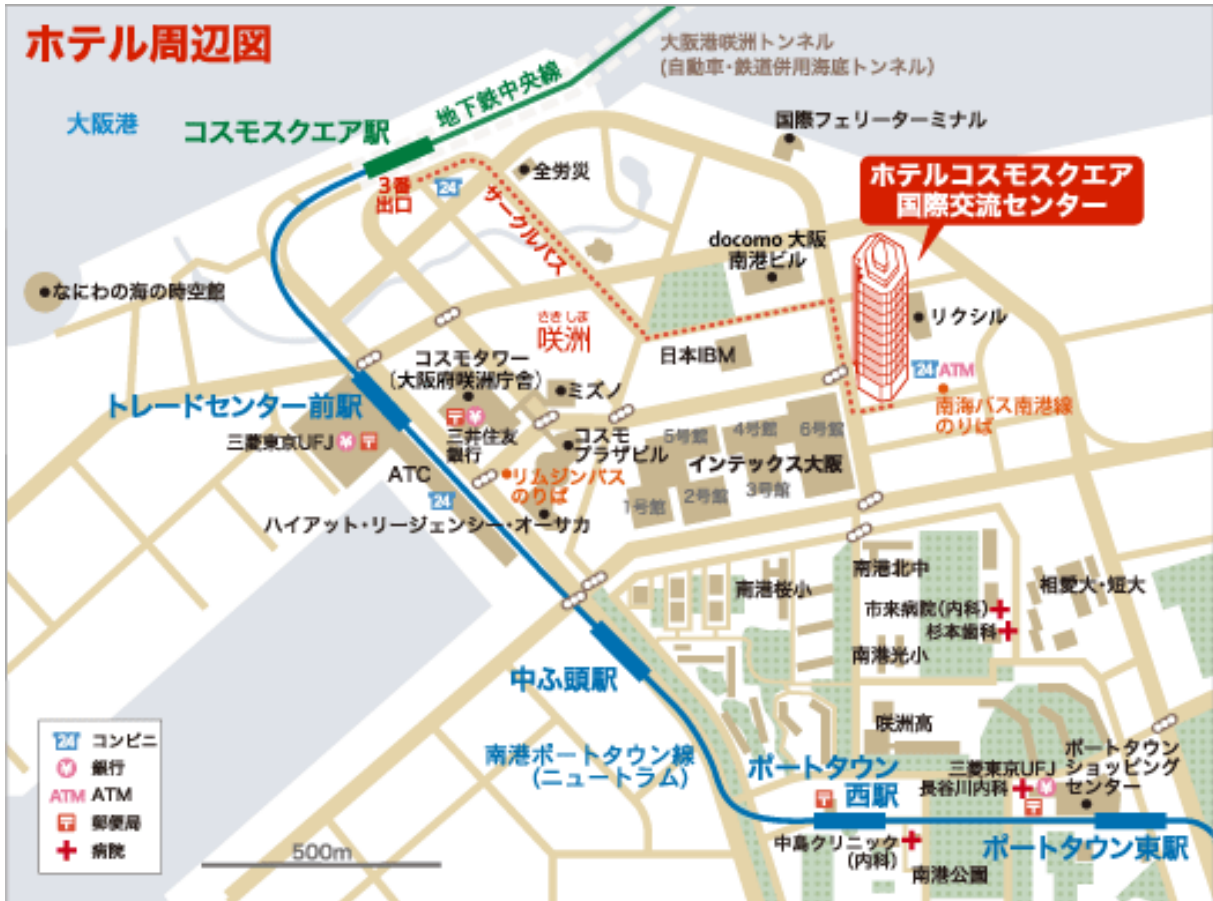 ホテル周辺図
大阪港咲洲トンネル
(自動車・鉄道併用海底トンネル)
地下鉄中央線
大阪港
コスモスクエア駅
国際フェリーターミナル
3番
出口
24
全労災
サークルバス
ホテルコスモスクエア
国際交流センター
docomo 大阪
南港ビル
なにわの海の時空館
リクシル
さきしま
咲洲
日本IBM
コスモタワー
(大阪府咲洲庁舎)
ミズノ
24 ATM
南海バス南港線
のりば
トレードセンター前駅
三菱東京UFJ
三井住友
銀行
コスモ
プラザビル
5号館
4号館
6号館
インテックス大阪
1号館
2号館
3号館
ATC
リムジンバス
のりば
24
ハイアット・リージェンシー・オーサカ
南港桜小
南港北中
相愛大・短大
市来病院(内科)
杉本歯科
南港光小
中ふ頭駅
咲洲高
南港ポートタウン線
(ニュートラム)
ポートタウン
西駅
三菱東京UFJ
長谷川内科
ポートタウン
ショッピング
センター
中島クリニック
(内科)
ポートタウン東駅
南港公園
24 コンビニ
¥ 銀行
ATM ATM
〒 郵便局
病院
500m